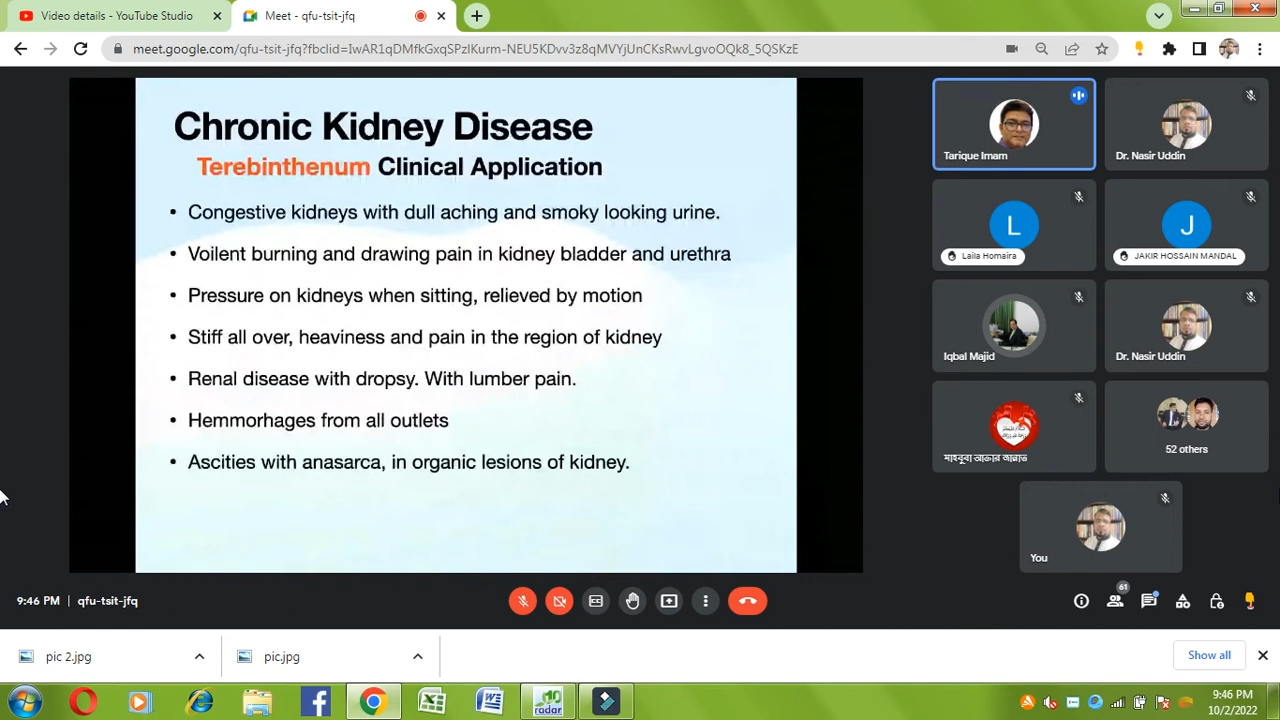 Video details - YouTube Studio
Meet - qfu-tsit-jfq
meet.google.com/qfu-tsit-jfq?fbclid=IwAR1qDMfkGxqSPzlKurm-NEU5KDvv3z8qMVYjUnCKsRwvLgvoOQk8_5QSKzE
Chronic Kidney Disease
Terebinthenum Clinical Application
• Congestive kidneys with dull aching and smoky looking urine.
• Voilent burning and drawing pain in kidney bladder and urethra
• Pressure on kidneys when sitting, relieved by motion
• Stiff all over, heaviness and pain in the region of kidney
• Renal disease with dropsy. With lumber pain.
• Hemmorhages from all outlets
• Ascities with anasarca, in organic lesions of kidney.
Tarique Imam
Dr. Nasir Uddin
L
Laila Homaira
J
JAKIR HOSSAIN MANDAL
Iqbal Majid
Dr. Nasir Uddin
মাহবুবা আক্তার জান্নাত
52 others
You
9:46 PM | qfu-tsit-jfq
61
pic 2.jpg
pic.jpg
Show all
10
radar
9:46 PM
10/2/2022